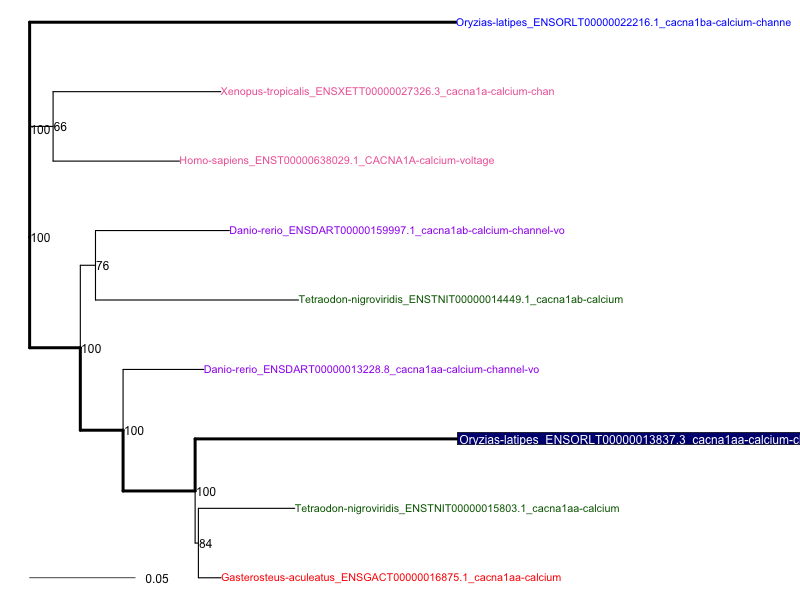 Oryzias-latipes_ENSORLT00000022216.1_cacna1ba-calcium-channe
Xenopus-tropicalis_ENSXETT00000027326.3_cacna1a-calcium-chan
100 66
Homo-sapiens_ENST00000638029.1_CACNA1A-calcium-voltage
Danio-rerio_ENSDART00000159997.1_cacna1ab-calcium-channel-vo
100
76
Tetraodon-nigroviridis_ENSTNIT00000014449.1_cacna1ab-calcium
100
Danio-rerio_ENSDART00000013228.8_cacna1aa-calcium-channel-vo
100
Oryzias-latipes_ENSORLT00000013837.3_cacna1aa-calcium-c
100
Tetraodon-nigroviridis_ENSTNIT00000015803.1_cacna1aa-calcium
84
Gasterosteus-aculeatus_ENSGACT00000016875.1_cacna1aa-calcium
0.05